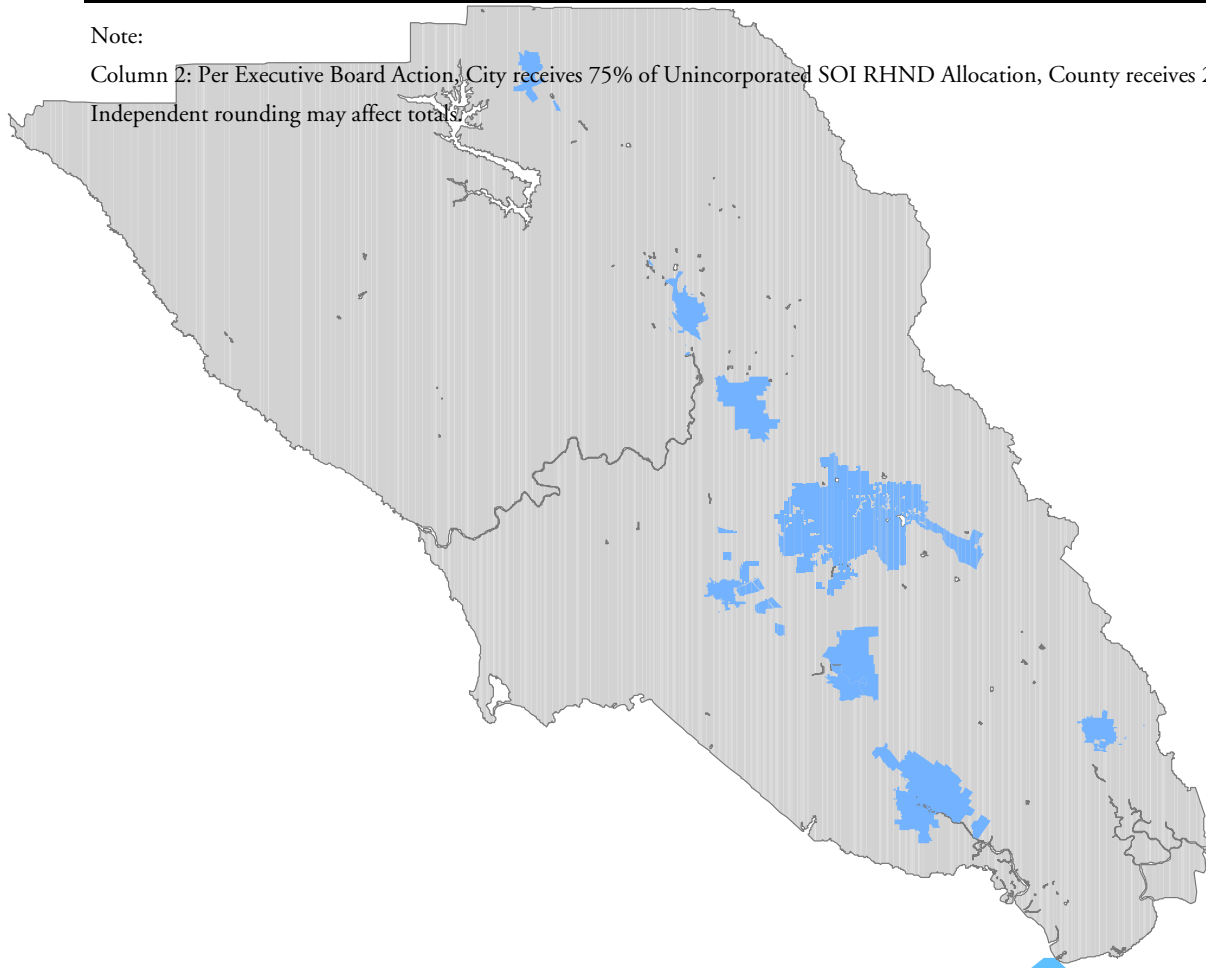 Note:
Column 2: Per Executive Board Action, City receives 75% of Unincorporated SOI RHND Allocation, County receives 2
Independent rounding may affect totals.